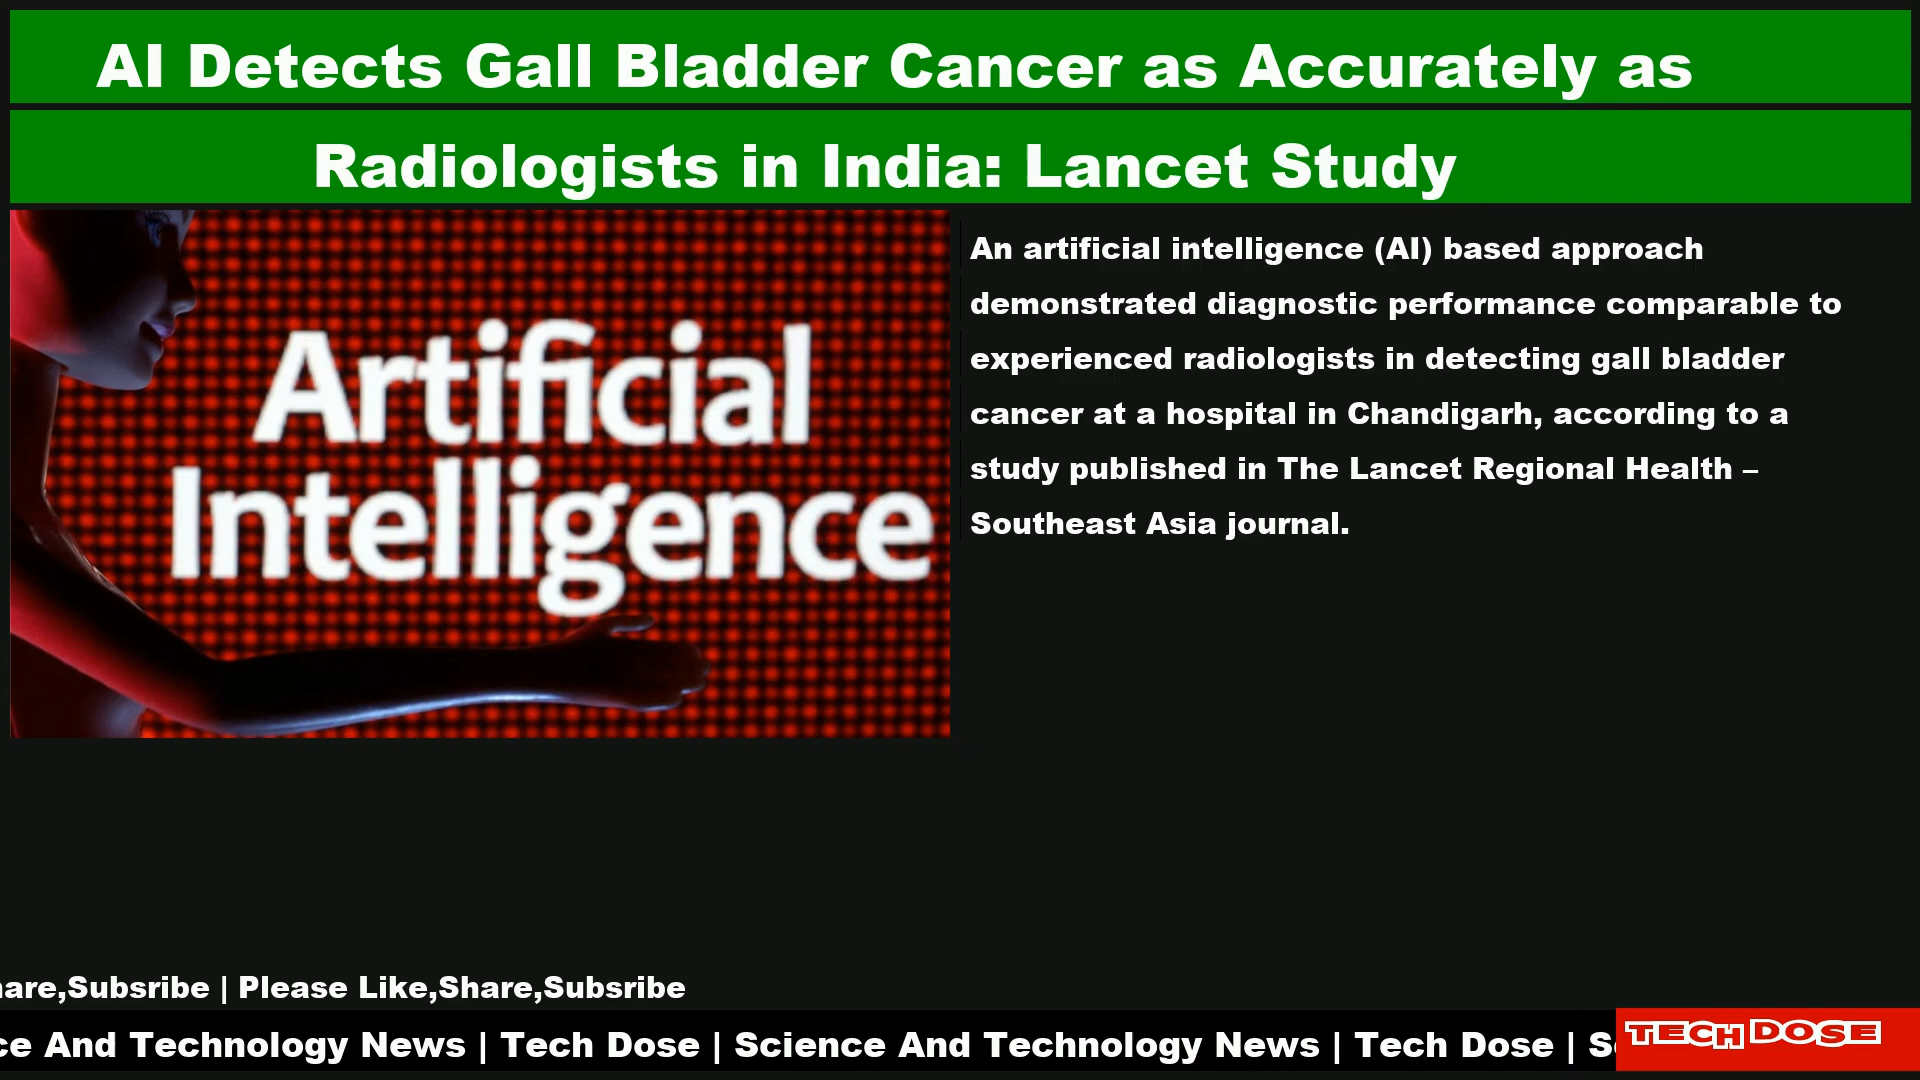 AI Detects Gall Bladder Cancer as Accurately as
Radiologists in India: Lancet Study
Artificial
Intelligence
An artificial intelligence (AI) based approach
demonstrated diagnostic performance comparable to
experienced radiologists in detecting gall bladder
cancer at a hospital in Chandigarh, according to a
study published in The Lancet Regional Health –
Southeast Asia journal.
hare,Subsribe | Please Like,Share,Subsribe
ce And Technology News | Tech Dose | Science And Technology News | Tech Dose | S
TECH DOSE